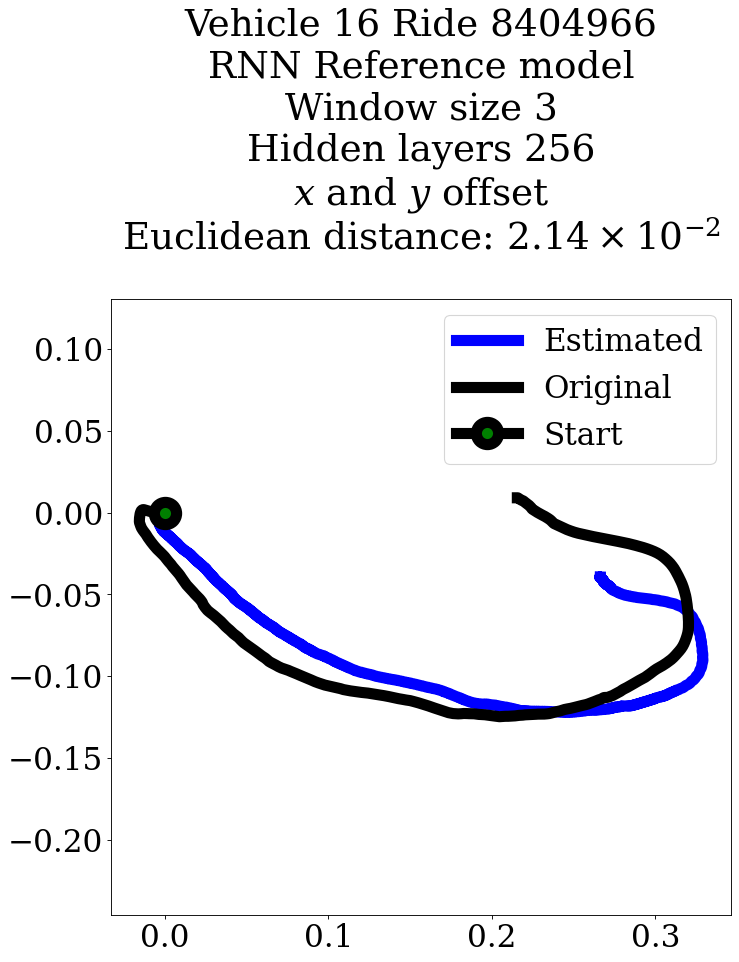 Vehicle 16 Ride 8404966
RNN Reference model
Window size 3
Hidden layers 256
x and y offset
Euclidean distance: 2.14 × 10⁻²
Estimated
Original
Start
0.10
0.05
0.00
−0.05
−0.10
−0.15
−0.20
0.0 0.1 0.2 0.3